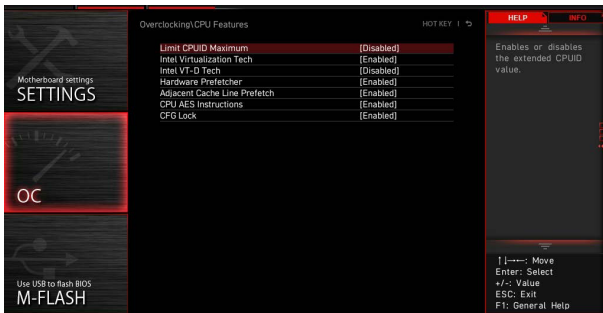 Overclocking\CPU Features
HOT KEY
HELP
INFO
Limit CPUID Maximum [Disabled]
Intel Virtualization Tech [Enabled]
Intel VT-D Tech [Disabled]
Hardware Prefetcher [Enabled]
Adjacent Cache Line Prefetch [Enabled]
CPU AES Instructions [Enabled]
CFG Lock [Enabled]
Enables or disables
the extended CPUID
value.
Motherboard settings
SETTINGS
OC
Use USB to flash BIOS
M-FLASH
↑↓→←: Move
Enter: Select
+/-: Value
ESC: Exit
F1: General Help